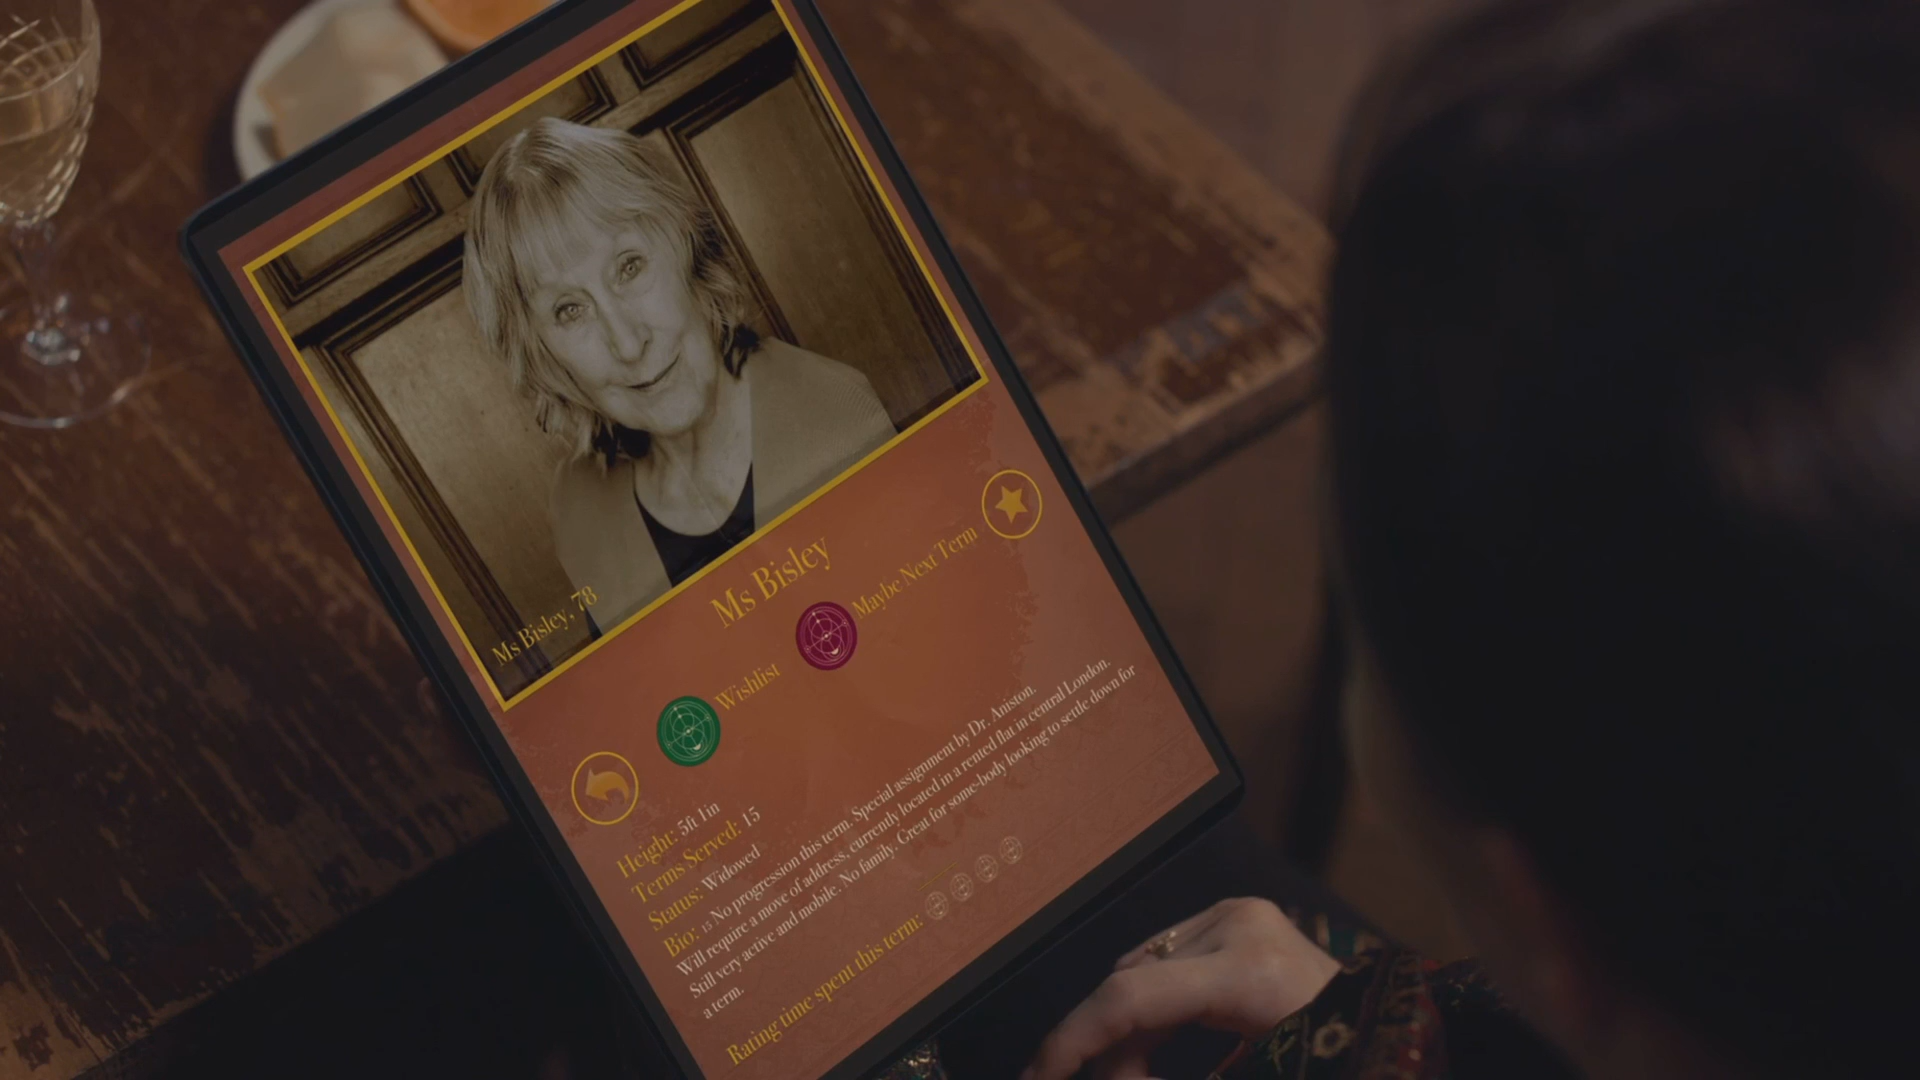 Ms Bisley, 78
Ms Bisley
Wishlist
Maybe Next Term
Height: 5ft 1in
Terms Served: 15
Status: Widowed
Bio: 15 No progression this term. Special assignment by Dr. Aniston.
Will require a move of address, currently located in a rented flat in central London.
Still very active and mobile. No family. Great for some-body looking to settle down for
a term.
Rating time spent this term: